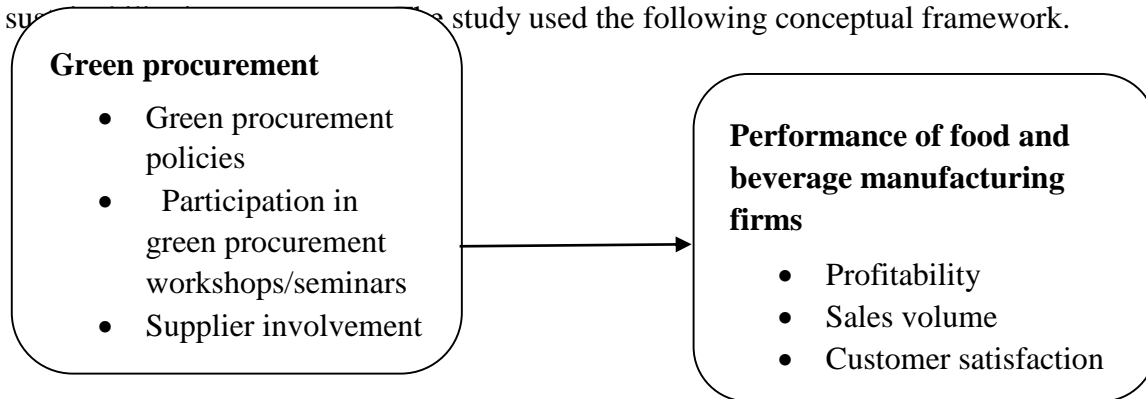 study used the following conceptual framework.
Green procurement
• Green procurement
policies
• Participation in
green procurement
workshops/seminars
• Supplier involvement
Performance of food and
beverage manufacturing
firms
• Profitability
• Sales volume
• Customer satisfaction